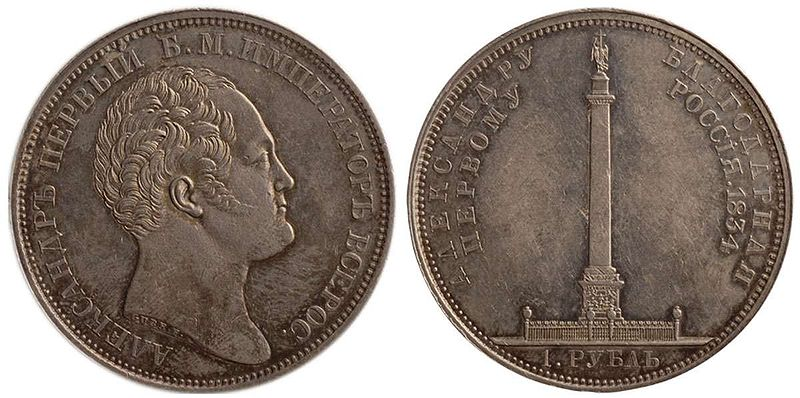 АЛЕКСАНДРЪ ПЕРВЫЙ Б.М.ИМПЕРАТОРЪ ВСЕРОС.
АЛЕКСАНДРУ
ПЕРВОМУ
БЛАГОДАРНАЯ
РОССІЯ.1834
1.РУБЛЬ